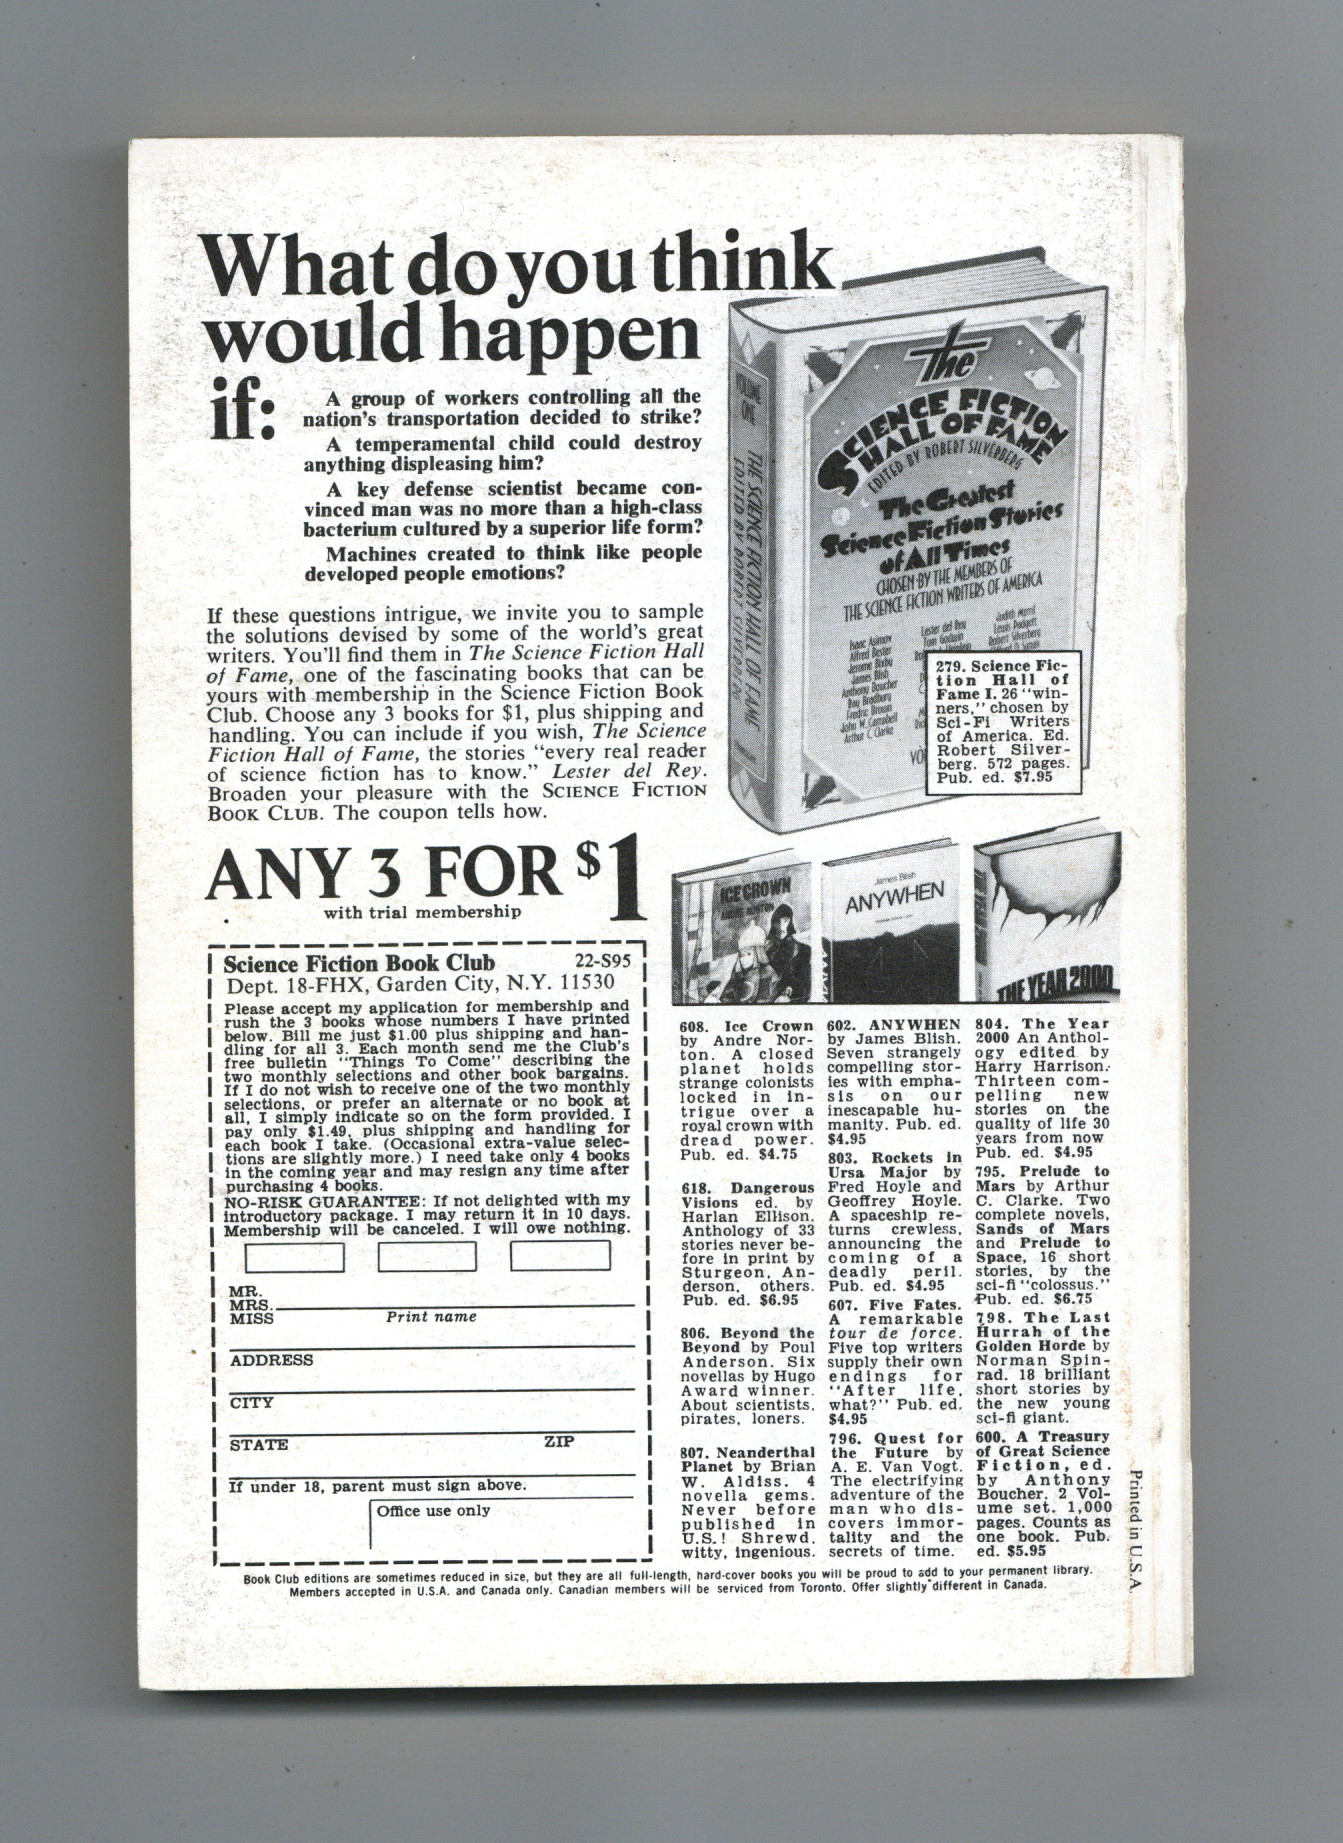 What do you think
would happen
if:
A group of workers controlling all the
nation's transportation decided to strike?
A temperamental child could destroy
anything displeasing him?
A key defense scientist became con-
vinced man was no more than a high-class
bacterium cultured by a superior life form?
Machines created to think like people
developed people emotions?
If these questions intrigue, we invite you to sample
the solutions devised by some of the world's great
writers. You'll find them in The Science Fiction Hall
of Fame, one of the fascinating books that can be
yours with membership in the Science Fiction Book
Club. Choose any 3 books for $1, plus shipping and
handling. You can include if you wish, The Science
Fiction Hall of Fame, the stories "every real reader
of science fiction has to know." Lester del Rey.
Broaden your pleasure with the SCIENCE FICTION
BOOK CLUB. The coupon tells how.
VOLUME
ONE
THE SCIENCE FICTION HALL OF FAME
EDITED BY ROBERT SILVERBERG
The
SCIENCE FICTION
HALL OF FAME
EDITED BY ROBERT SILVERBERG
The Greatest
Science Fiction Stories
of All Times
CHOSEN BY THE MEMBERS OF
THE SCIENCE FICTION WRITERS OF AMERICA
Isaac Asimov
Alfred Bester
Jerome Bixby
James Blish
Anthony Boucher
Ray Bradbury
Fredric Brown
John W. Campbell
Arthur C. Clarke
Lester del Rey
Tom Godwin
Judith Merril
Lewis Padgett
Robert Silverberg
279. Science Fic-
tion Hall of
Fame I. 26 "win-
ners," chosen by
Sci-Fi Writers
of America. Ed.
Robert Silver-
berg. 572 pages.
Pub. ed. $7.95
ANY 3 FOR $1
with trial membership
ICE CROWN
ANDRE NORTON
James Blish
ANYWHEN
THE YEAR 2000
Science Fiction Book Club 22-S95
Dept. 18-FHX, Garden City, N.Y. 11530
Please accept my application for membership and
rush the 3 books whose numbers I have printed
below. Bill me just $1.00 plus shipping and han-
dling for all 3. Each month send me the Club's
free bulletin "Things To Come" describing the
two monthly selections and other book bargains.
If I do not wish to receive one of the two monthly
selections, or prefer an alternate or no book at
all, I simply indicate so on the form provided. I
pay only $1.49, plus shipping and handling for
each book I take. (Occasional extra-value selec-
tions are slightly more.) I need take only 4 books
in the coming year and may resign any time after
purchasing 4 books.
NO-RISK GUARANTEE: If not delighted with my
introductory package. I may return it in 10 days.
Membership will be canceled. I will owe nothing.
MR.
MRS.
MISS Print name
ADDRESS
CITY
STATE ZIP
If under 18, parent must sign above.
Office use only
608. Ice Crown
by Andre Nor-
ton. A closed
planet holds
strange colonists
locked in in-
trigue over a
royal crown with
dread power.
Pub. ed. $4.75
618. Dangerous
Visions ed. by
Harlan Ellison.
Anthology of 33
stories never be-
fore in print by
Sturgeon, An-
derson, others.
Pub. ed. $6.95
806. Beyond the
Beyond by Poul
Anderson. Six
novellas by Hugo
Award winner.
About scientists,
pirates, loners.
807. Neanderthal
Planet by Brian
W. Aldiss. 4
novella gems.
Never before
published in
U.S.! Shrewd,
witty, ingenious.
602. ANYWHEN
by James Blish.
Seven strangely
compelling stor-
ies with empha-
sis on our
inescapable hu-
manity. Pub. ed.
$4.95
803. Rockets in
Ursa Major by
Fred Hoyle and
Geoffrey Hoyle.
A spaceship re-
turns crewless,
announcing the
coming of a
deadly peril.
Pub. ed. $4.95
607. Five Fates.
A remarkable
tour de force.
Five top writers
supply their own
endings for
"After life,
what?" Pub. ed.
$4.95
796. Quest for
the Future by
A. E. Van Vogt.
The electrifying
adventure of the
man who dis-
covers immor-
tality and the
secrets of time.
804. The Year
2000 An Anthol-
ogy edited by
Harry Harrison.
Thirteen com-
pelling new
stories on the
quality of life 30
years from now
Pub. ed. $4.95
795. Prelude to
Mars by Arthur
C. Clarke. Two
complete novels,
Sands of Mars
and Prelude to
Space, 16 short
stories, by the
sci-fi "colossus."
Pub. ed. $6.75
798. The Last
Hurrah of the
Golden Horde by
Norman Spin-
rad. 18 brilliant
short stories by
the new young
sci-fi giant.
600. A Treasury
of Great Science
Fiction, ed.
by Anthony
Boucher. 2 Vol-
ume set. 1,000
pages. Counts as
one book. Pub.
ed. $5.95
Printed in U.S.A.
Book Club editions are sometimes reduced in size, but they are all full-length, hard-cover books you will be proud to add to your permanent library.
Members accepted in U.S.A. and Canada only. Canadian members will be serviced from Toronto. Offer slightly different in Canada.